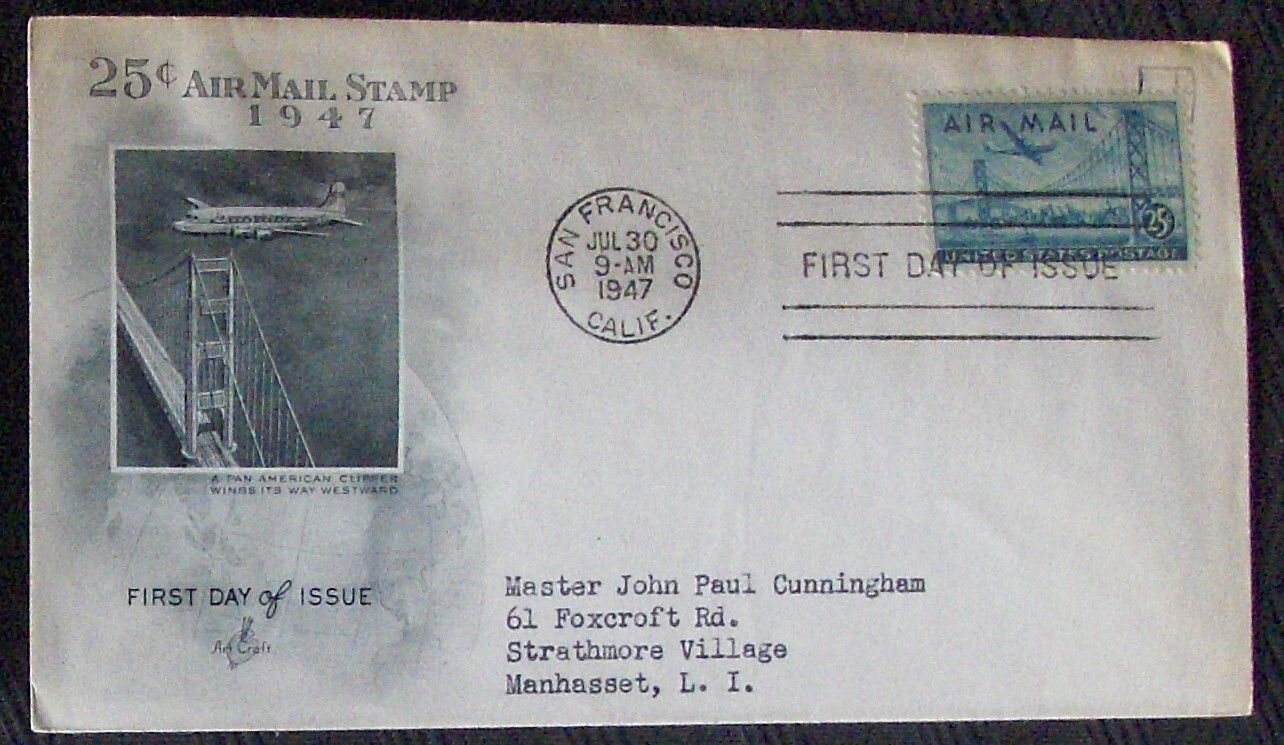 25¢ AIR MAIL STAMP
1947
A PAN AMERICAN CLIPPER
WINGS ITS WAY WESTWARD
FIRST DAY of ISSUE
Art Craft
SAN FRANCISCO
JUL 30
9-AM
1947
CALIF.
FIRST DAY OF ISSUE
AIR MAIL
25¢
UNITED STATES POSTAGE
Master John Paul Cunningham
61 Foxcroft Rd.
Strathmore Village
Manhasset, L. I.